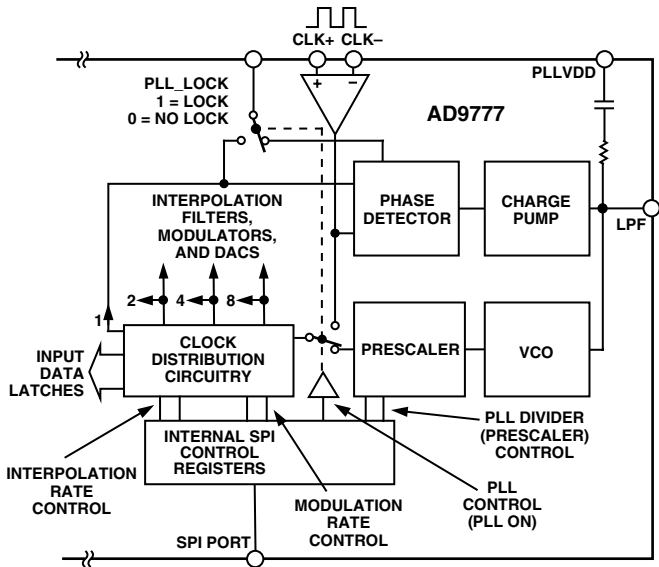 CLK+ CLK–
PLLVDD
PLL_LOCK
1 = LOCK
0 = NO LOCK
+ –
AD9777
INTERPOLATION
FILTERS,
MODULATORS,
AND DACS
PHASE
DETECTOR
CHARGE
PUMP
LPF
2
4
8
1
CLOCK
DISTRIBUTION
CIRCUITRY
PRESCALER
VCO
INPUT
DATA
LATCHES
INTERNAL SPI
CONTROL
REGISTERS
PLL DIVIDER
(PRESCALER)
CONTROL
INTERPOLATION
RATE
CONTROL
MODULATION
RATE
CONTROL
PLL
CONTROL
(PLL ON)
SPI PORT